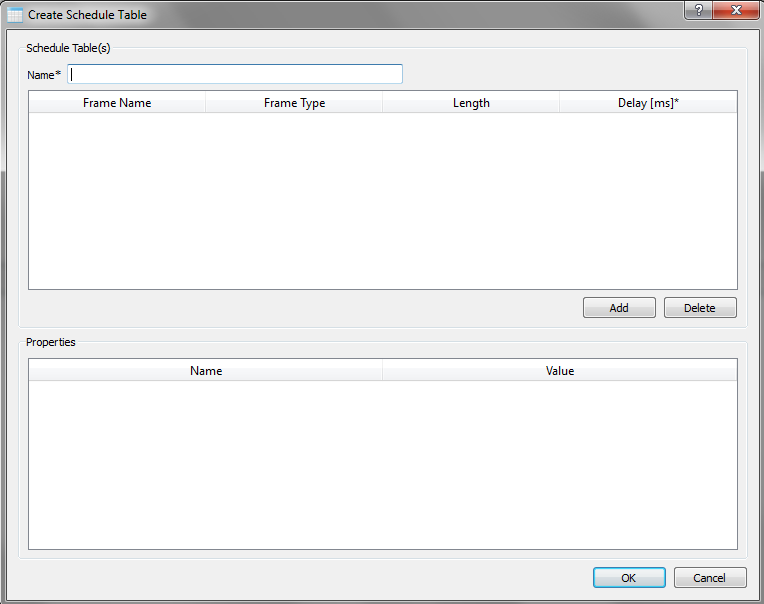 Create Schedule Table
?
Schedule Table(s)
Name*
Frame Name Frame Type Length Delay [ms]*
Add Delete
Properties
Name Value
OK Cancel